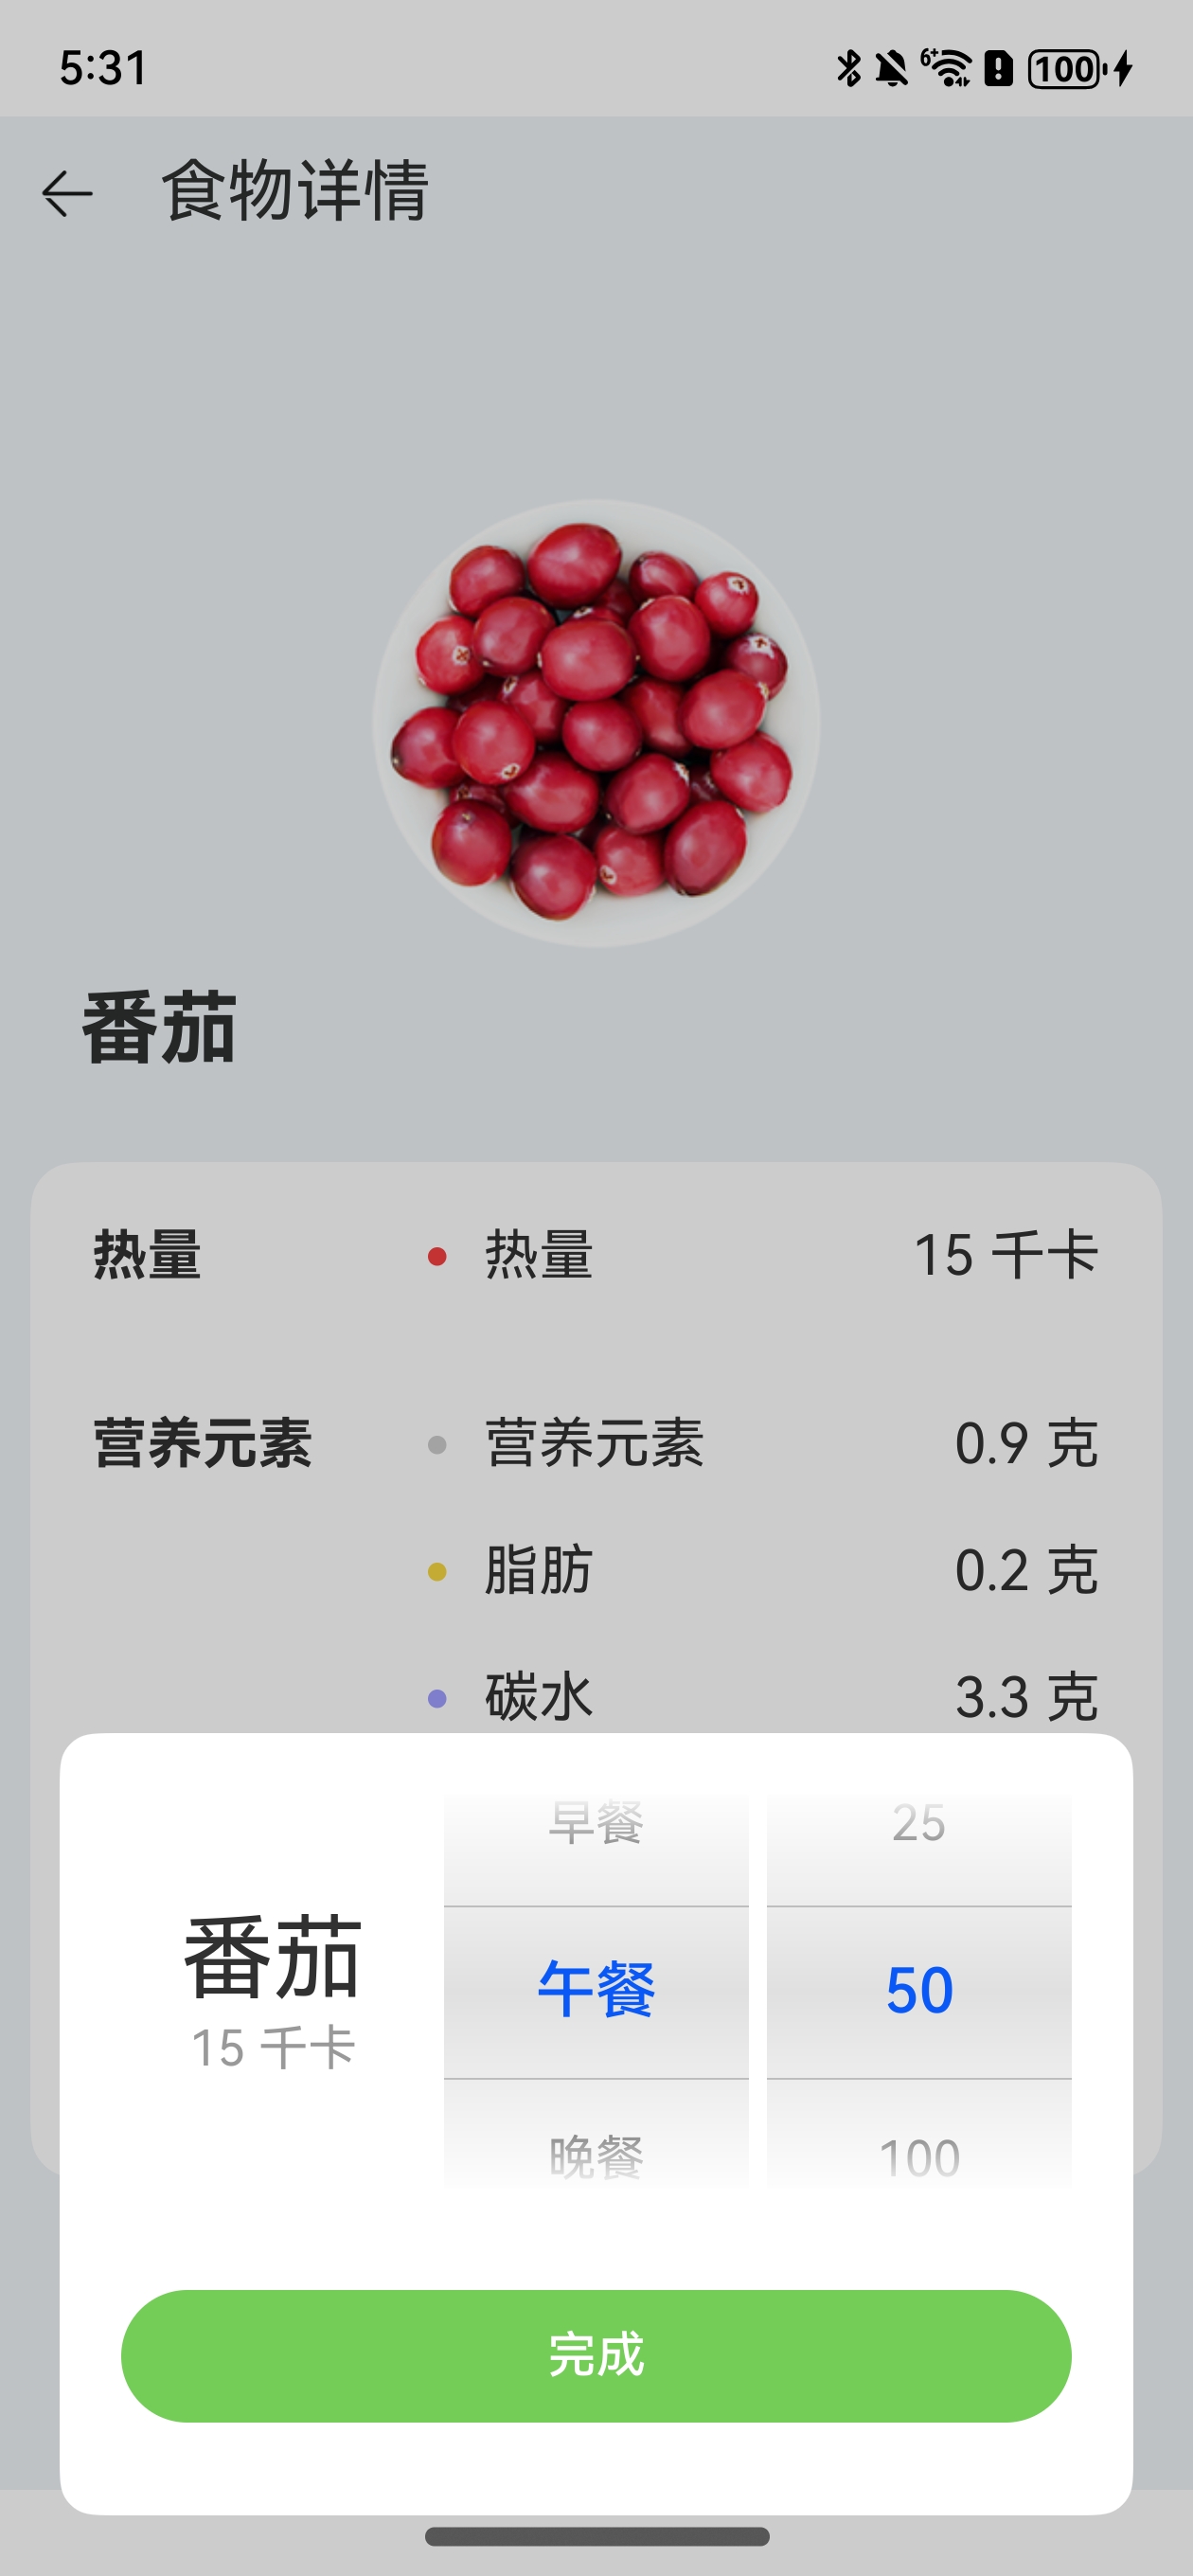 5:31
6+
100
食物详情
番茄
热量
热量
15 千卡
营养元素
营养元素
0.9 克
脂肪
0.2 克
碳水
3.3 克
番茄
15 千卡
早餐
午餐
晚餐
25
50
100
完成